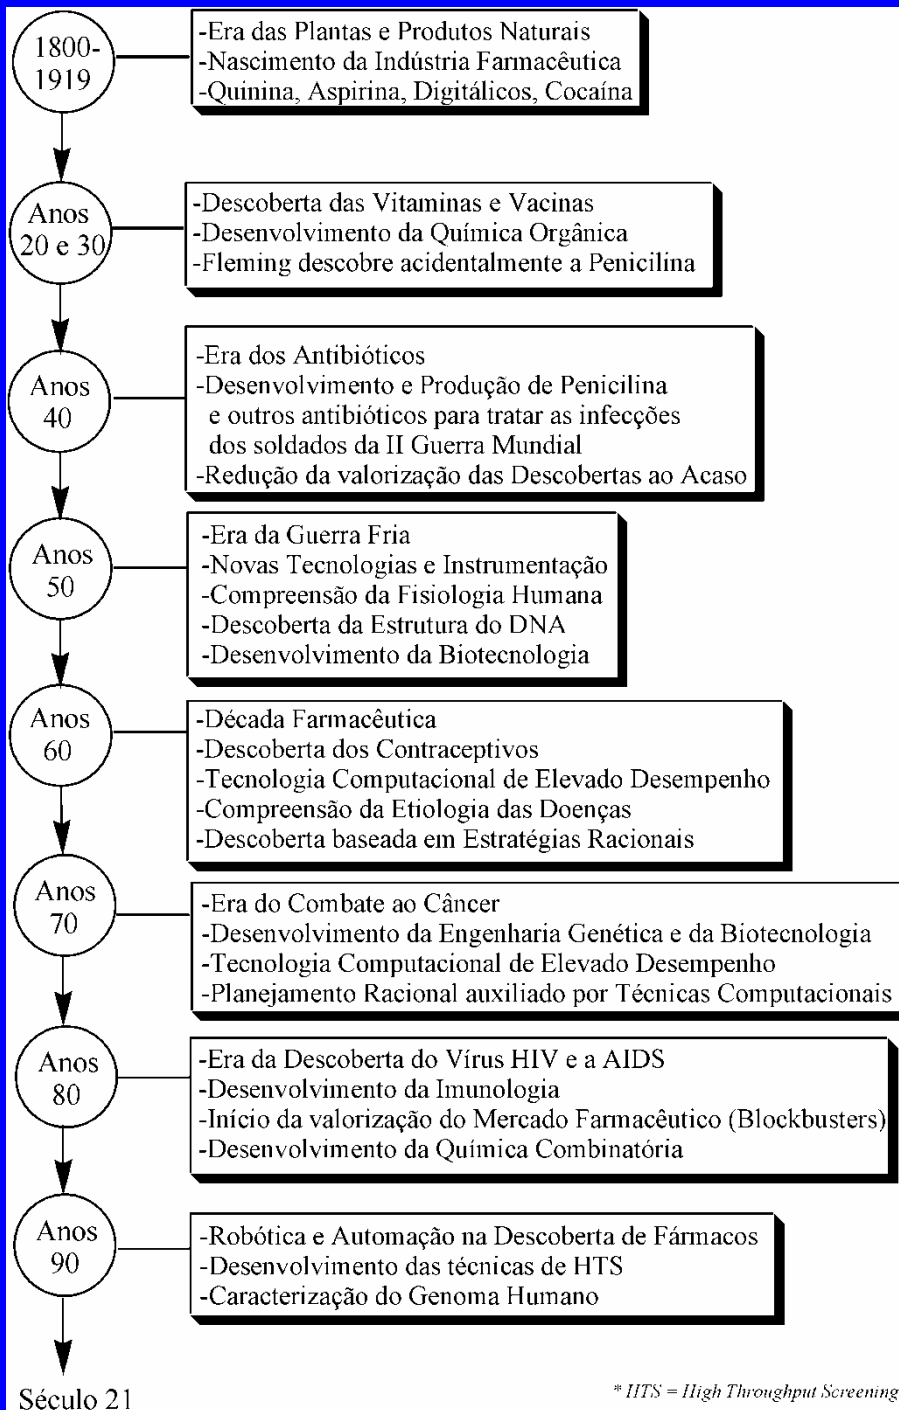 1800-
1919
-Era das Plantas e Produtos Naturais
-Nascimento da Indústria Farmacêutica
-Quinina, Aspirina, Digitálicos, Cocaína
Anos
20 e 30
-Descoberta das Vitaminas e Vacinas
-Desenvolvimento da Química Orgânica
-Fleming descobre acidentalmente a Penicilina
Anos
40
-Era dos Antibióticos
-Desenvolvimento e Produção de Penicilina
e outros antibióticos para tratar as infecções
dos soldados da II Guerra Mundial
-Redução da valorização das Descobertas ao Acaso
Anos
50
-Era da Guerra Fria
-Novas Tecnologias e Instrumentação
-Compreensão da Fisiologia Humana
-Descoberta da Estrutura do DNA
-Desenvolvimento da Biotecnologia
Anos
60
-Década Farmacêutica
-Descoberta dos Contraceptivos
-Tecnologia Computacional de Elevado Desempenho
-Compreensão da Etiologia das Doenças
-Descoberta baseada em Estratégias Racionais
Anos
70
-Era do Combate ao Câncer
-Desenvolvimento da Engenharia Genética e da Biotecnologia
-Tecnologia Computacional de Elevado Desempenho
-Planejamento Racional auxiliado por Técnicas Computacionais
Anos
80
-Era da Descoberta do Vírus HIV e a AIDS
-Desenvolvimento da Imunologia
-Início da valorização do Mercado Farmacêutico (Blockbusters)
-Desenvolvimento da Química Combinatória
Anos
90
-Robótica e Automação na Descoberta de Fármacos
-Desenvolvimento das técnicas de HTS
-Caracterização do Genoma Humano
Século 21
* HTS = High Throughput Screening